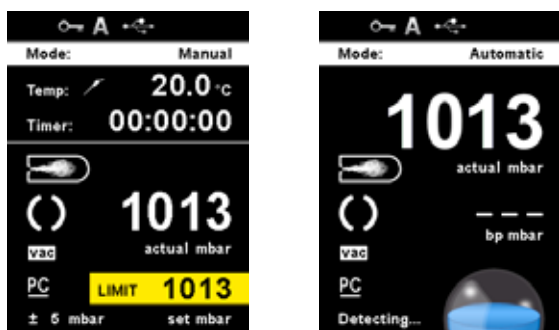 A
Mode: Manual
Temp: 20.0 °C
Timer: 00:00:00
1013
actual mbar
vac
PC
LIMIT 1013
± 5 mbar set mbar
A
Mode: Automatic
1013
actual mbar
---
bp mbar
vac
PC
Detecting...